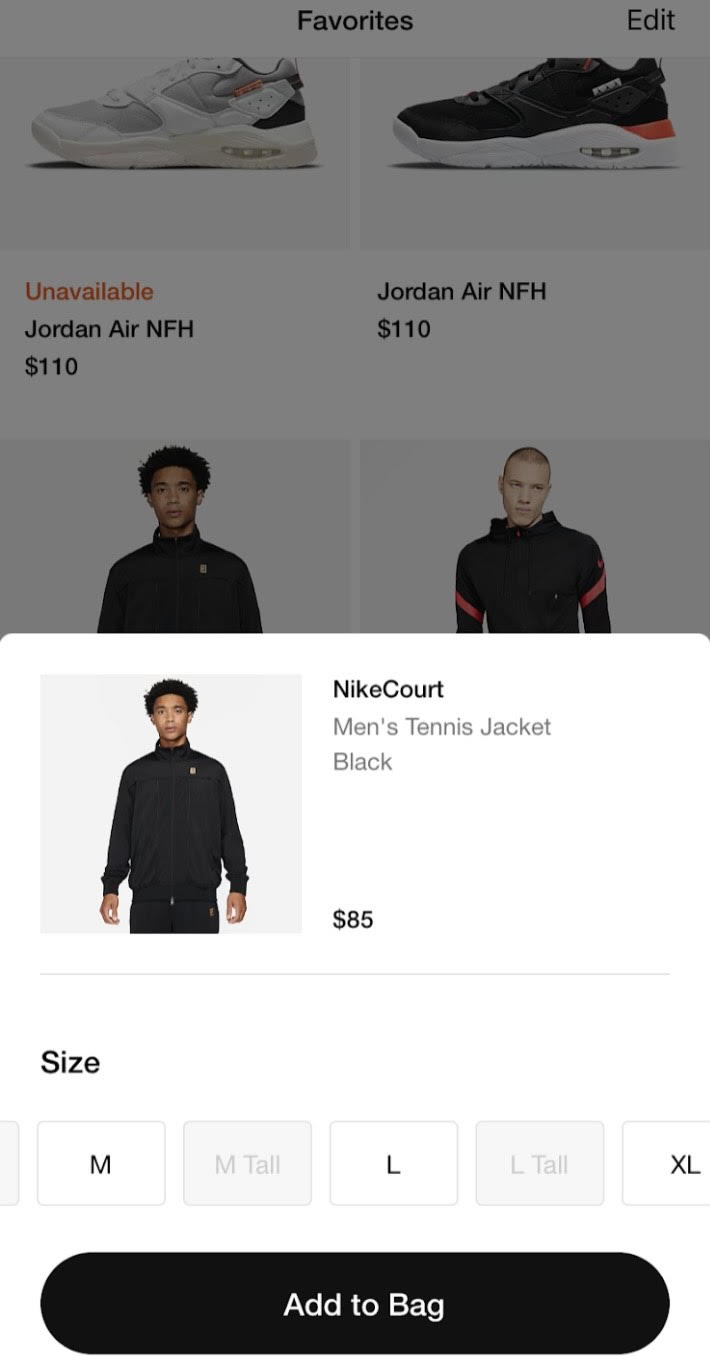 Favorites
Edit
Unavailable
Jordan Air NFH
$110
Jordan Air NFH
$110
NikeCourt
Men's Tennis Jacket
Black
$85
Size
M
M Tall
L
L Tall
XL
Add to Bag